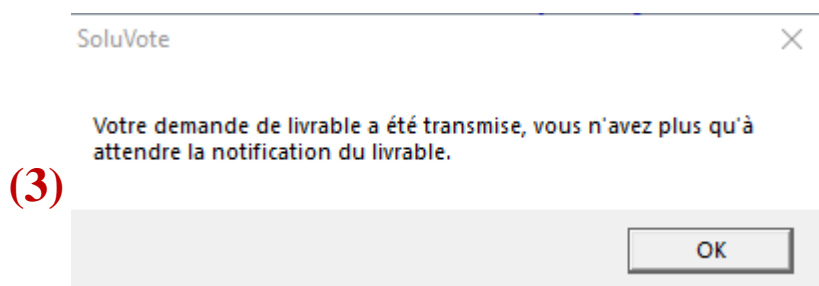 SoluVote
Votre demande de livrable a été transmise, vous n'avez plus qu'à
attendre la notification du livrable.
(3)
OK